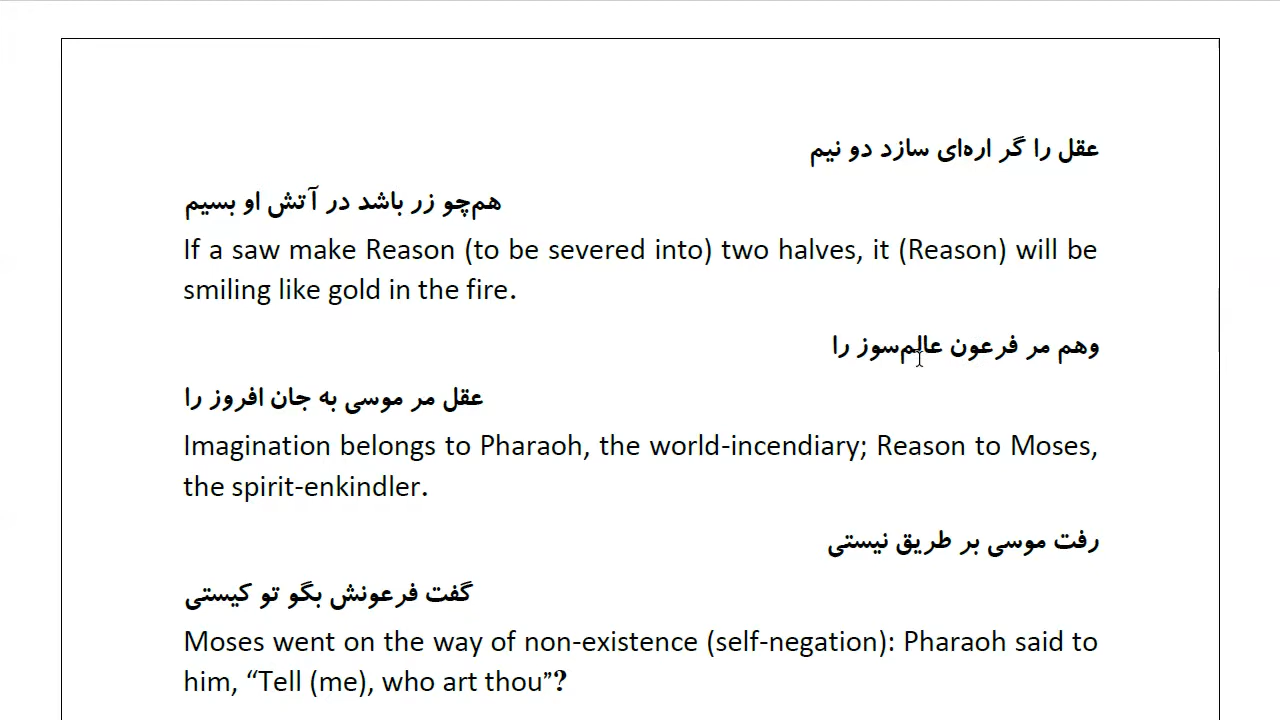 عقل را گر اره‌ای سازد دو نیم
هم‌چو زر باشد در آتش او بسیم
If a saw make Reason (to be severed into) two halves, it (Reason) will be
smiling like gold in the fire.
وهم مر فرعون عالم‌سوز را
عقل مر موسی به جان افروز را
Imagination belongs to Pharaoh, the world-incendiary; Reason to Moses,
the spirit-enkindler.
رفت موسی بر طریق نیستی
گفت فرعونش بگو تو کیستی
Moses went on the way of non-existence (self-negation): Pharaoh said to
him, “Tell (me), who art thou”?